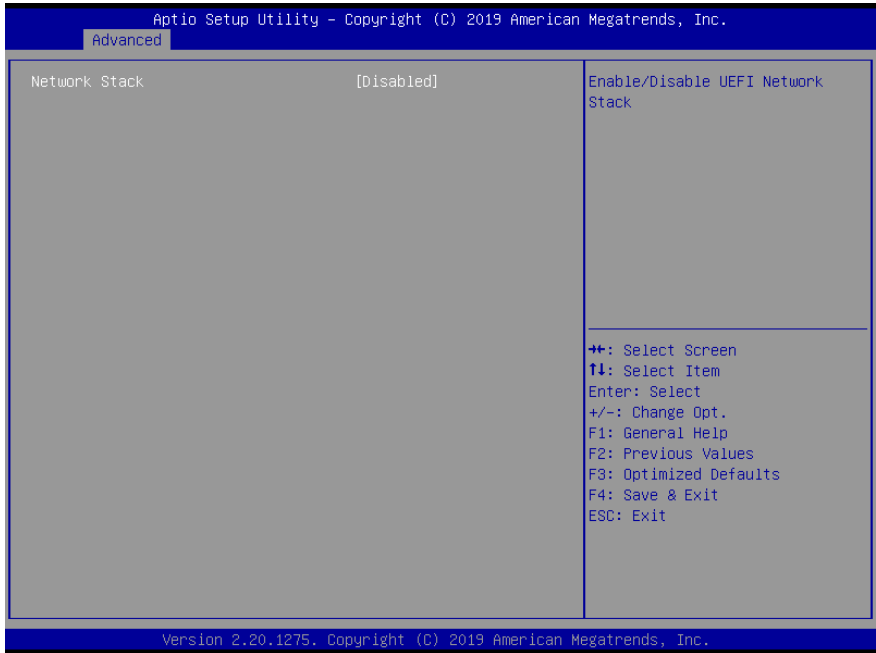 Aptio Setup Utility – Copyright (C) 2019 American Megatrends, Inc.
Advanced
Network Stack [Disabled]
Enable/Disable UEFI Network
Stack
→←: Select Screen
↑↓: Select Item
Enter: Select
+/-: Change Opt.
F1: General Help
F2: Previous Values
F3: Optimized Defaults
F4: Save & Exit
ESC: Exit
Version 2.20.1275. Copyright (C) 2019 American Megatrends, Inc.